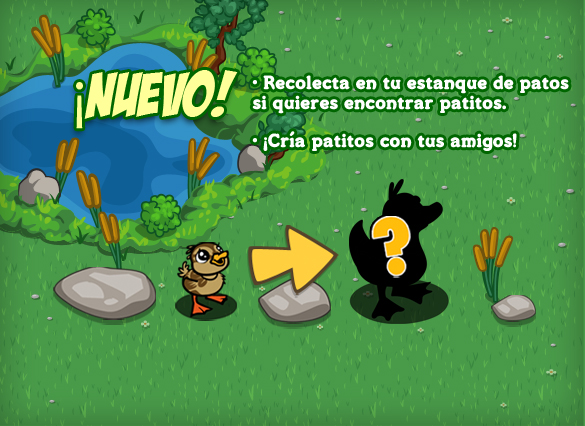 ¡NUEVO!
· Recolecta en tu estanque de patos
si quieres encontrar patitos.
· ¡Cría patitos con tus amigos!
?